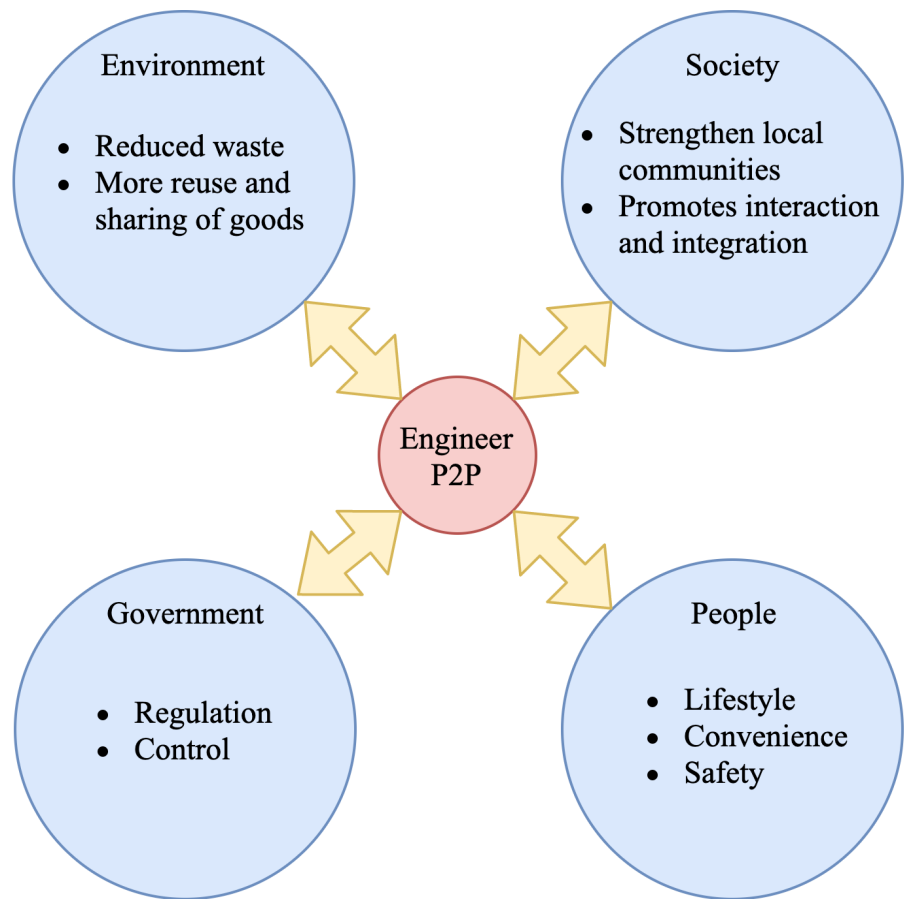 Environment
• Reduced waste
• More reuse and
sharing of goods
Society
• Strengthen local
communities
• Promotes interaction
and integration
Engineer
P2P
Government
• Regulation
• Control
People
• Lifestyle
• Convenience
• Safety